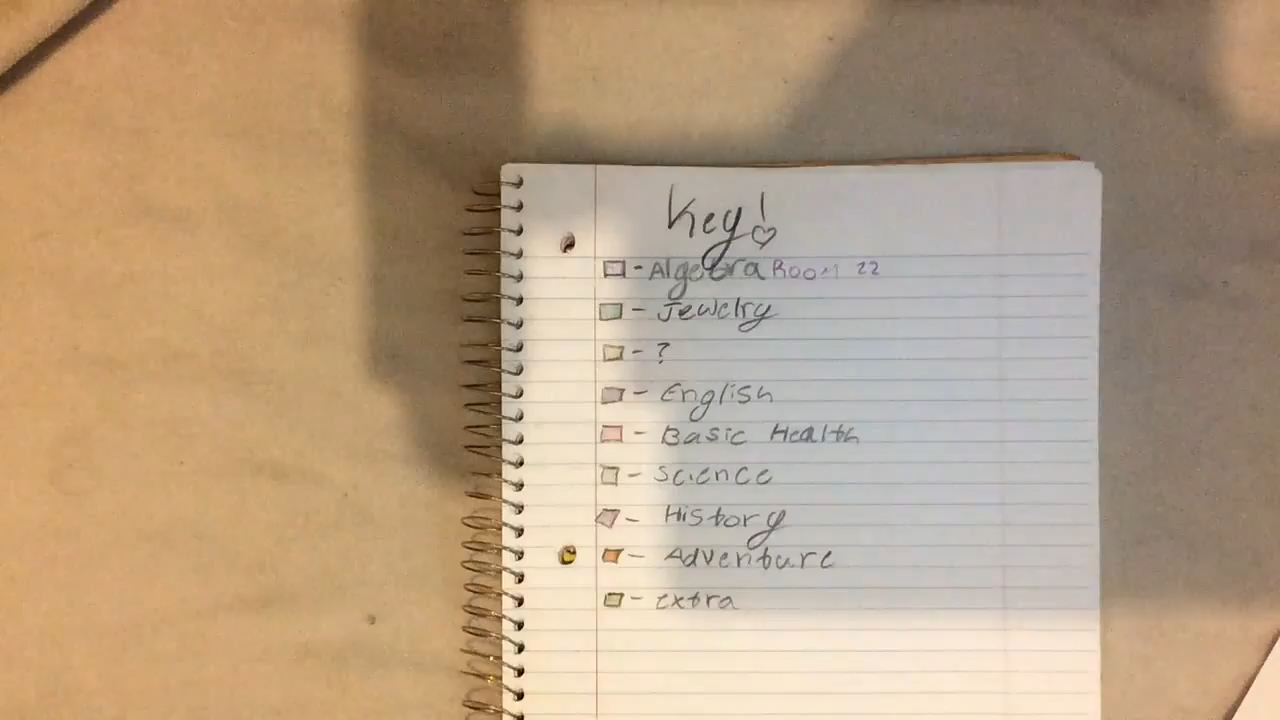 Key!
- Algebra Room 22
- Jewelry
- ?
- English
- Basic Health
- Science
- History
- Adventure
- extra